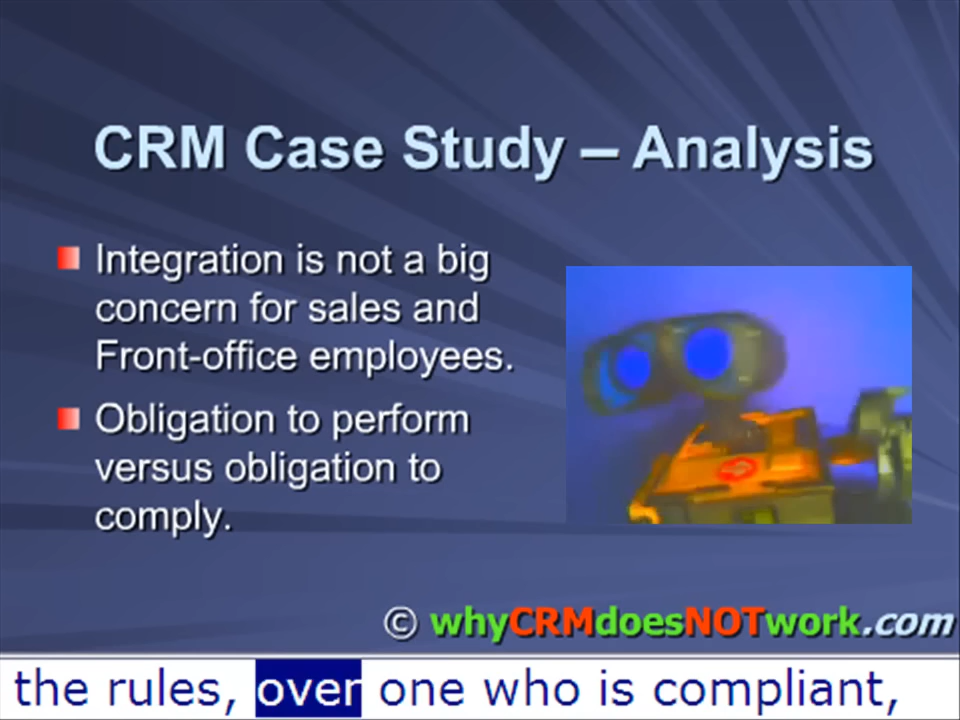 CRM Case Study – Analysis
Integration is not a big
concern for sales and
Front-office employees.
Obligation to perform
versus obligation to
comply.
© whyCRMdoesNOTwork.com
the rules, over one who is compliant,